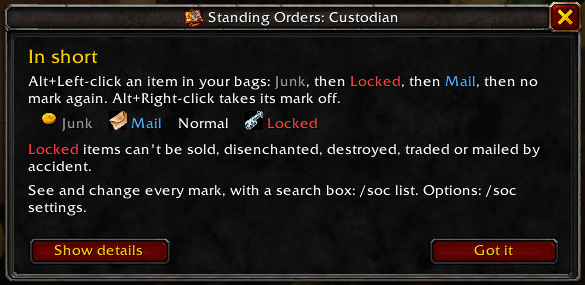 Standing Orders: Custodian
In short
Alt+Left-click an item in your bags: Junk, then Locked, then Mail, then no
mark again. Alt+Right-click takes its mark off.
Junk Mail Normal Locked
Locked items can't be sold, disenchanted, destroyed, traded or mailed by
accident.
See and change every mark, with a search box: /soc list. Options: /soc
settings.
Show details Got it